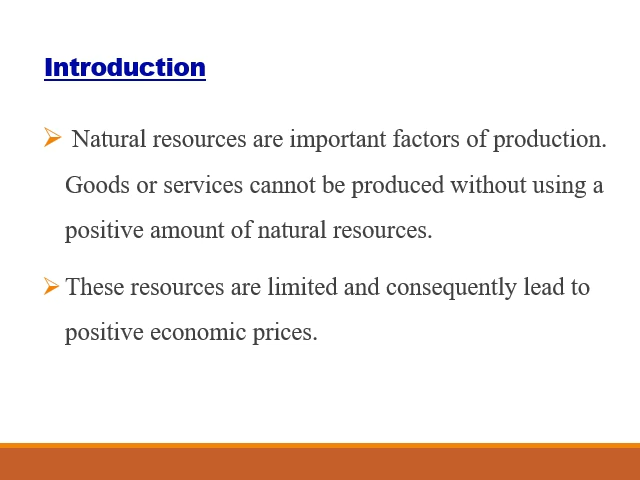 Introduction
Natural resources are important factors of production.
Goods or services cannot be produced without using a
positive amount of natural resources.
These resources are limited and consequently lead to
positive economic prices.